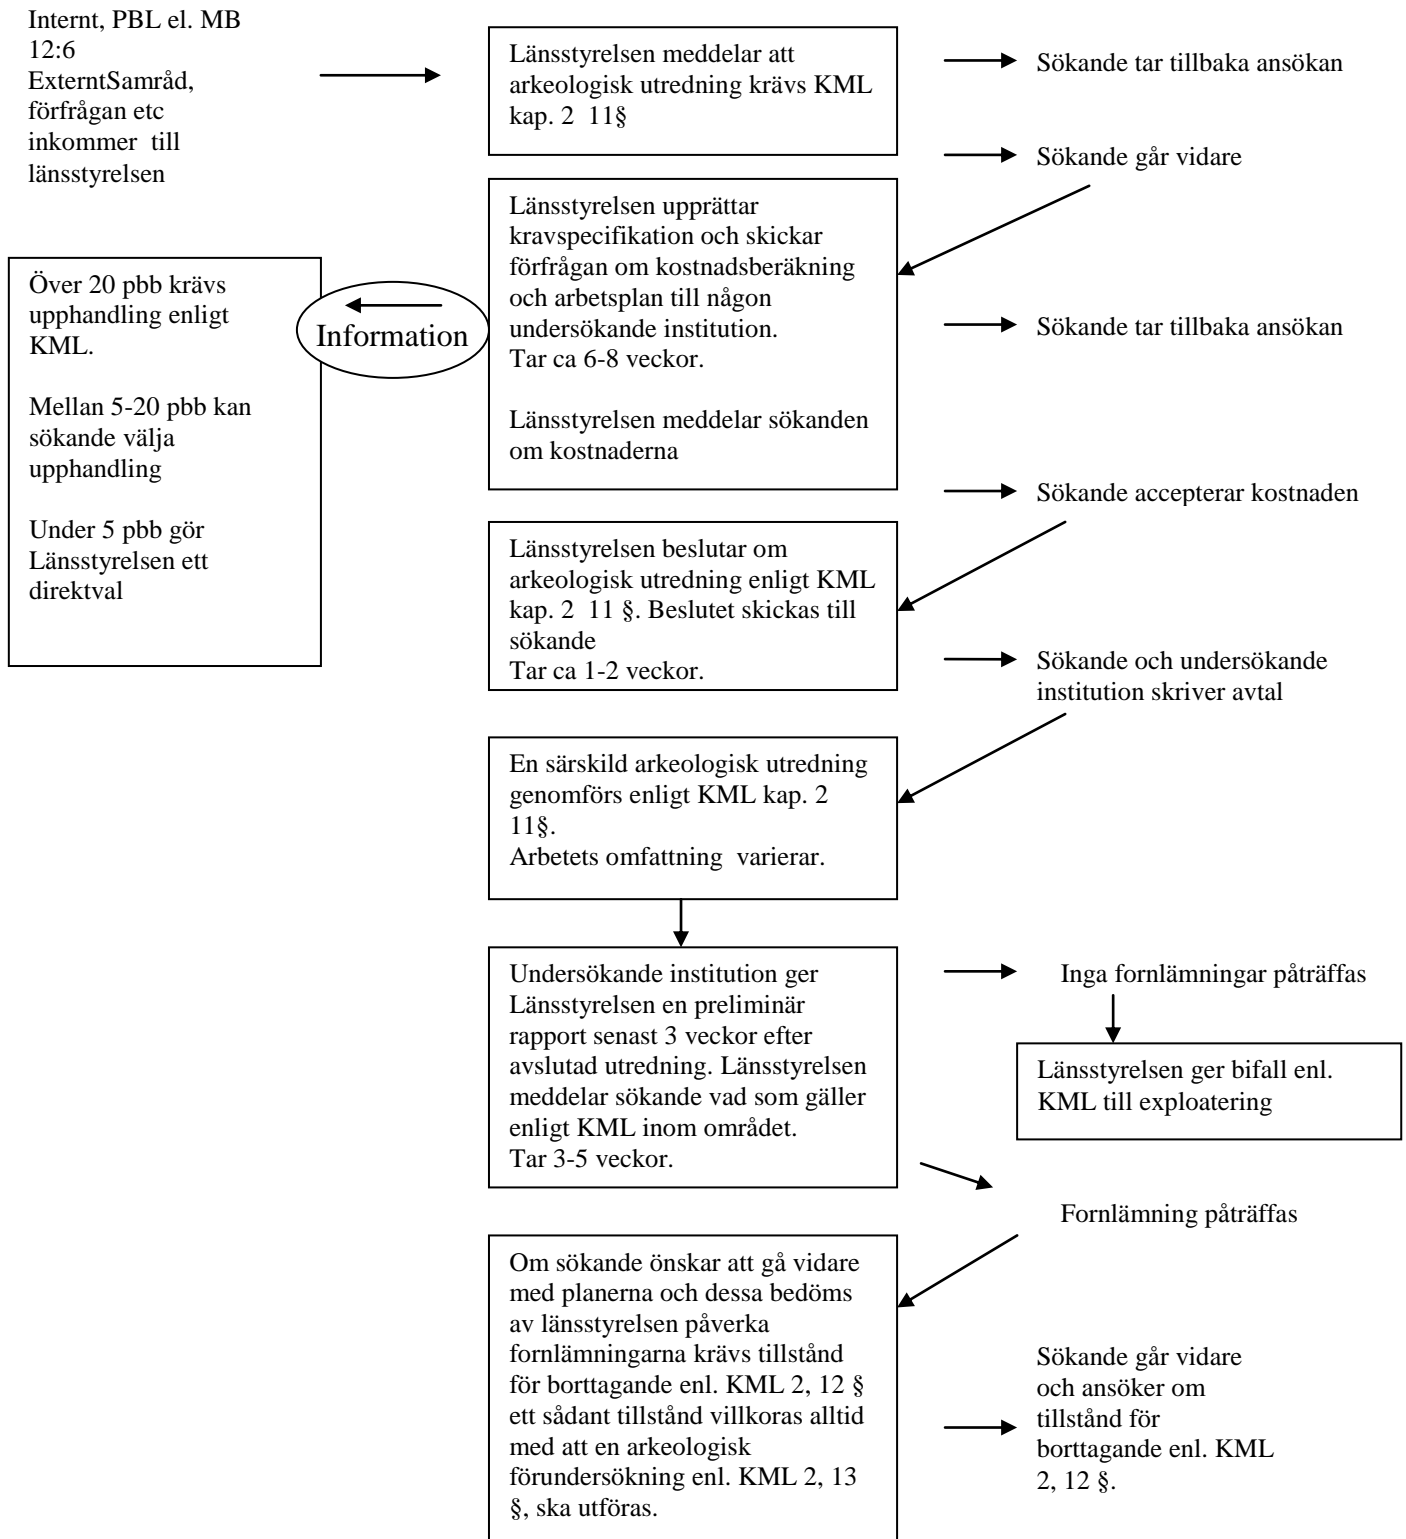 Internt, PBL el. MB
12:6
ExterntSamråd,
förfrågan etc
inkommer till
länsstyrelsen
Länsstyrelsen meddelar att
arkeologisk utredning krävs KML
kap. 2 11§
Sökande tar tillbaka ansökan
Sökande går vidare
Länsstyrelsen upprättar
kravspecifikation och skickar
förfrågan om kostnadsberäkning
och arbetsplan till någon
undersökande institution.
Tar ca 6-8 veckor.
Länsstyrelsen meddelar sökanden
om kostnaderna
Information
Över 20 pbb krävs
upphandling enligt
KML.
Mellan 5-20 pbb kan
sökande välja
upphandling
Under 5 pbb gör
Länsstyrelsen ett
direktval
Sökande tar tillbaka ansökan
Sökande accepterar kostnaden
Länsstyrelsen beslutar om
arkeologisk utredning enligt KML
kap. 2 11 §. Beslutet skickas till
sökande
Tar ca 1-2 veckor.
Sökande och undersökande
institution skriver avtal
En särskild arkeologisk utredning
genomförs enligt KML kap. 2
11§.
Arbetets omfattning varierar.
Undersökande institution ger
Länsstyrelsen en preliminär
rapport senast 3 veckor efter
avslutad utredning. Länsstyrelsen
meddelar sökande vad som gäller
enligt KML inom området.
Tar 3-5 veckor.
Inga fornlämningar påträffas
Länsstyrelsen ger bifall enl.
KML till exploatering
Fornlämning påträffas
Om sökande önskar att gå vidare
med planerna och dessa bedöms
av länsstyrelsen påverka
fornlämningarna krävs tillstånd
för borttagande enl. KML 2, 12 §
ett sådant tillstånd villkoras alltid
med att en arkeologisk
förundersökning enl. KML 2, 13
§, ska utföras.
Sökande går vidare
och ansöker om
tillstånd för
borttagande enl. KML
2, 12 §.